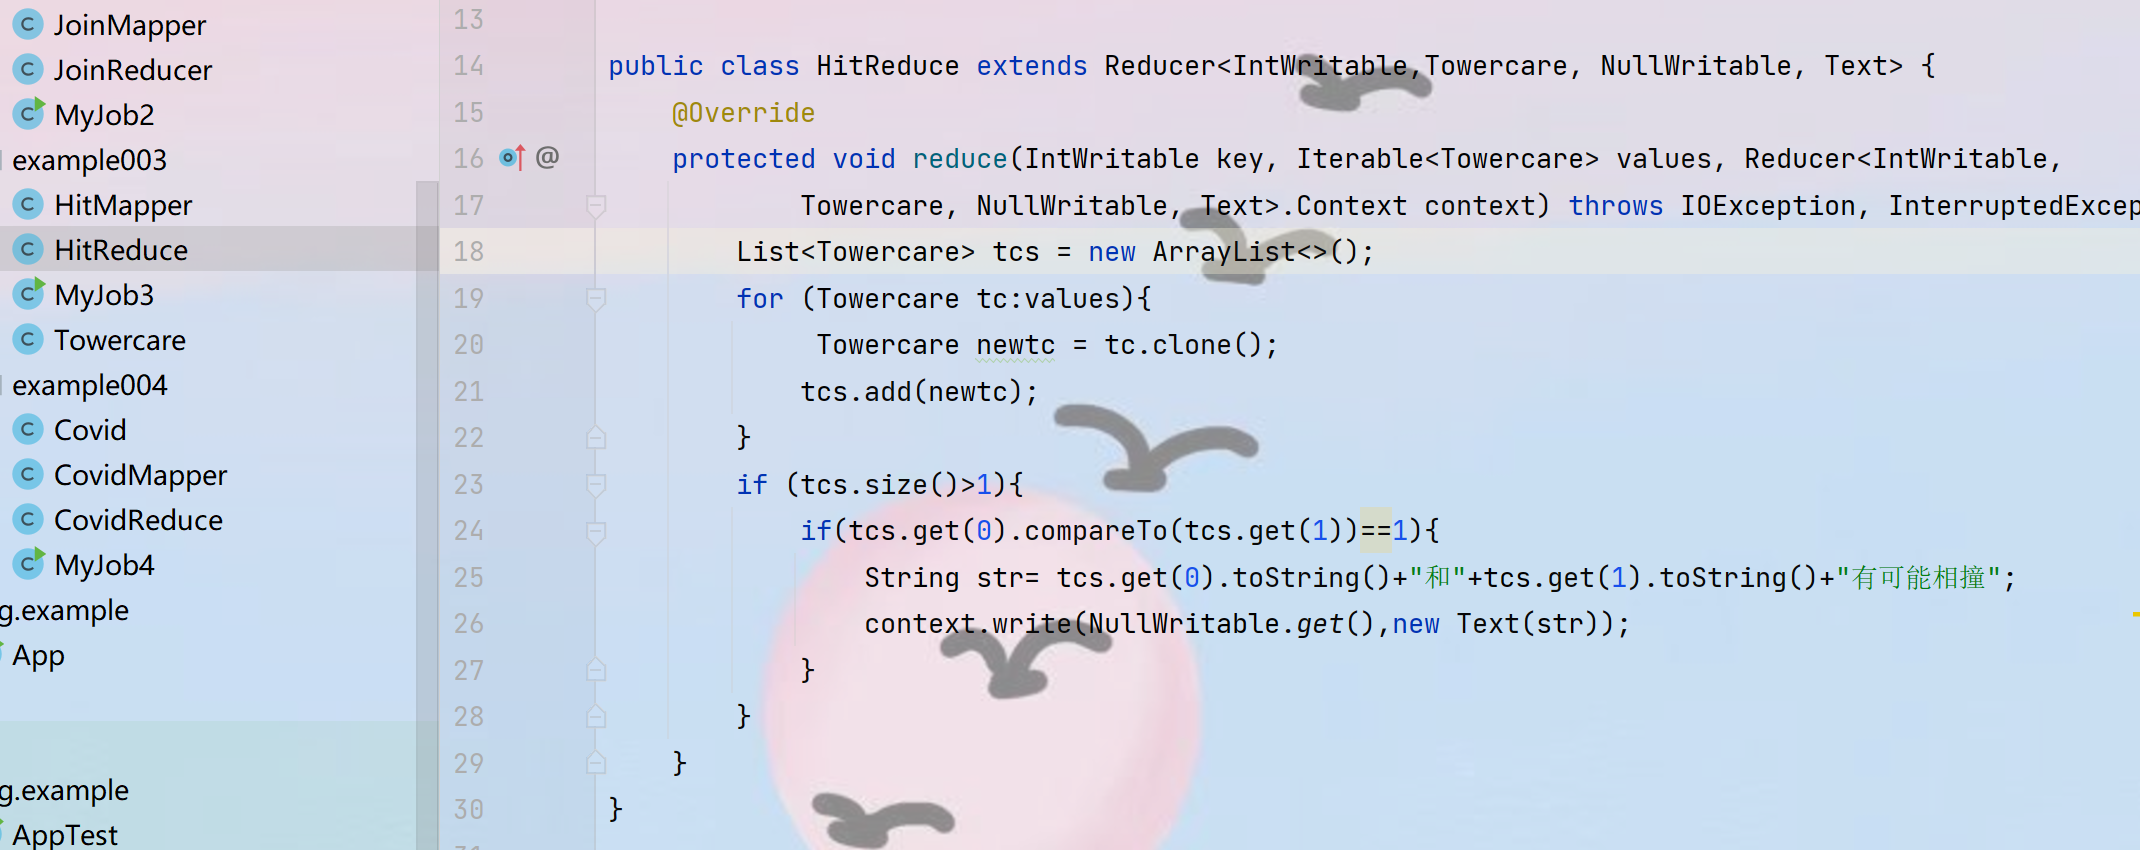 JoinMapper
JoinReducer
MyJob2
example003
HitMapper
HitReduce
MyJob3
Towercare
example004
Covid
CovidMapper
CovidReduce
MyJob4
g.example
App
g.example
AppTest
13
14 public class HitReduce extends Reducer<IntWritable,Towercare, NullWritable, Text> {
15 @Override
16 @ protected void reduce(IntWritable key, Iterable<Towercare> values, Reducer<IntWritable,
17 Towercare, NullWritable, Text>.Context context) throws IOException, InterruptedExcep
18 List<Towercare> tcs = new ArrayList<>();
19 for (Towercare tc:values){
20 Towercare newtc = tc.clone();
21 tcs.add(newtc);
22 }
23 if (tcs.size()>1){
24 if(tcs.get(0).compareTo(tcs.get(1))==1){
25 String str= tcs.get(0).toString()+"和"+tcs.get(1).toString()+"有可能相撞";
26 context.write(NullWritable.get(),new Text(str));
27 }
28 }
29 }
30 }